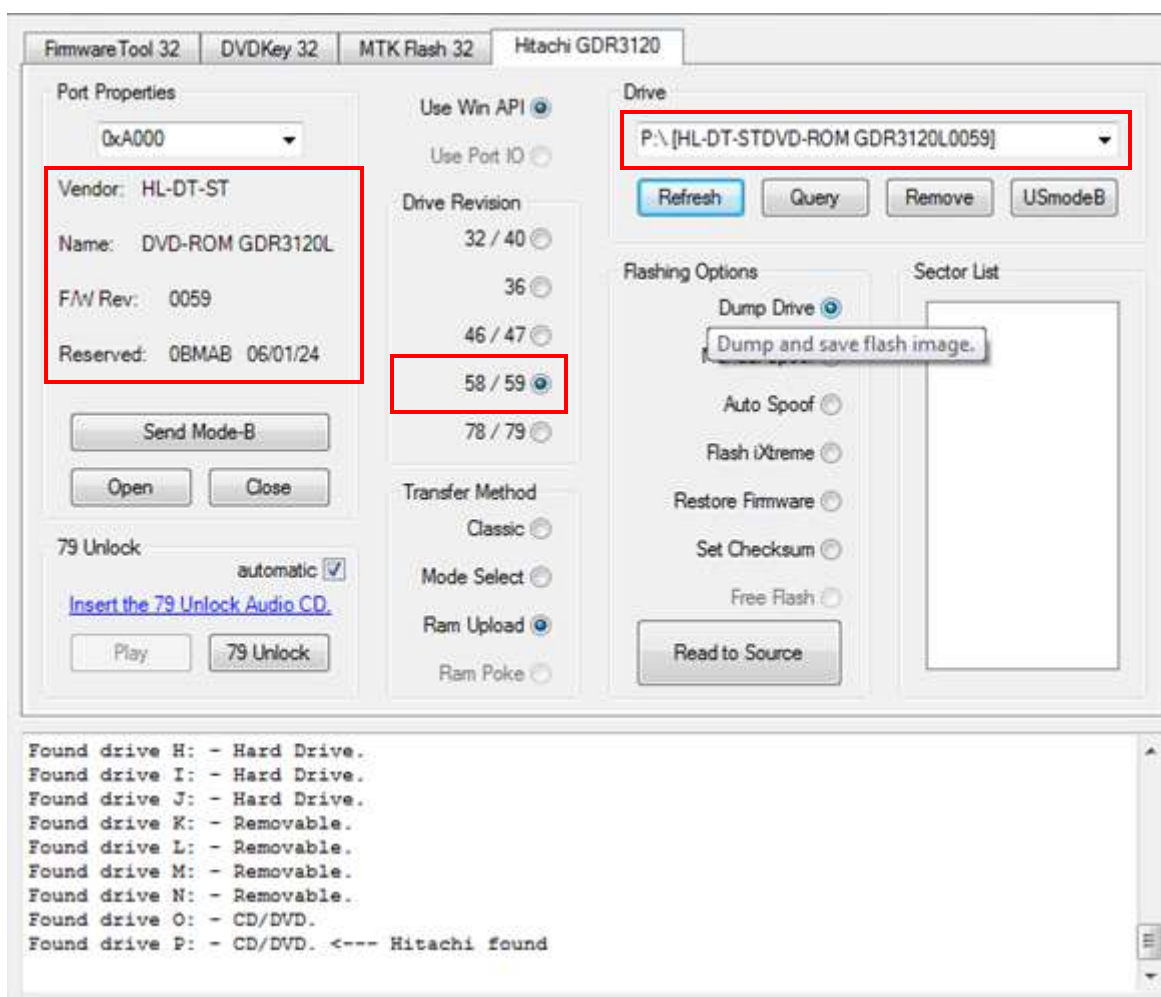 FirmwareTool 32 DVDKey 32 MTK Flash 32 Hitachi GDR3120
Port Properties
0xA000
Vendor: HL-DT-ST
Name: DVD-ROM GDR3120L
F/W Rev: 0059
Reserved: 0BMAB 06/01/24
Send Mode-B
Open Close
79 Unlock
automatic
Insert the 79 Unlock Audio CD.
Play 79 Unlock
Use Win API
Use Port IO
Drive Revision
32 / 40
36
46 / 47
58 / 59
78 / 79
Transfer Method
Classic
Mode Select
Ram Upload
Ram Poke
Drive
P:\ [HL-DT-STDVD-ROM GDR3120L0059]
Refresh Query Remove USmodeB
Flashing Options
Dump Drive
Dump and save flash image.
Auto Spoof
Flash iXtreme
Restore Firmware
Set Checksum
Free Flash
Read to Source
Sector List
Found drive H: - Hard Drive.
Found drive I: - Hard Drive.
Found drive J: - Hard Drive.
Found drive K: - Removable.
Found drive L: - Removable.
Found drive M: - Removable.
Found drive N: - Removable.
Found drive O: - CD/DVD.
Found drive P: - CD/DVD. <--- Hitachi found